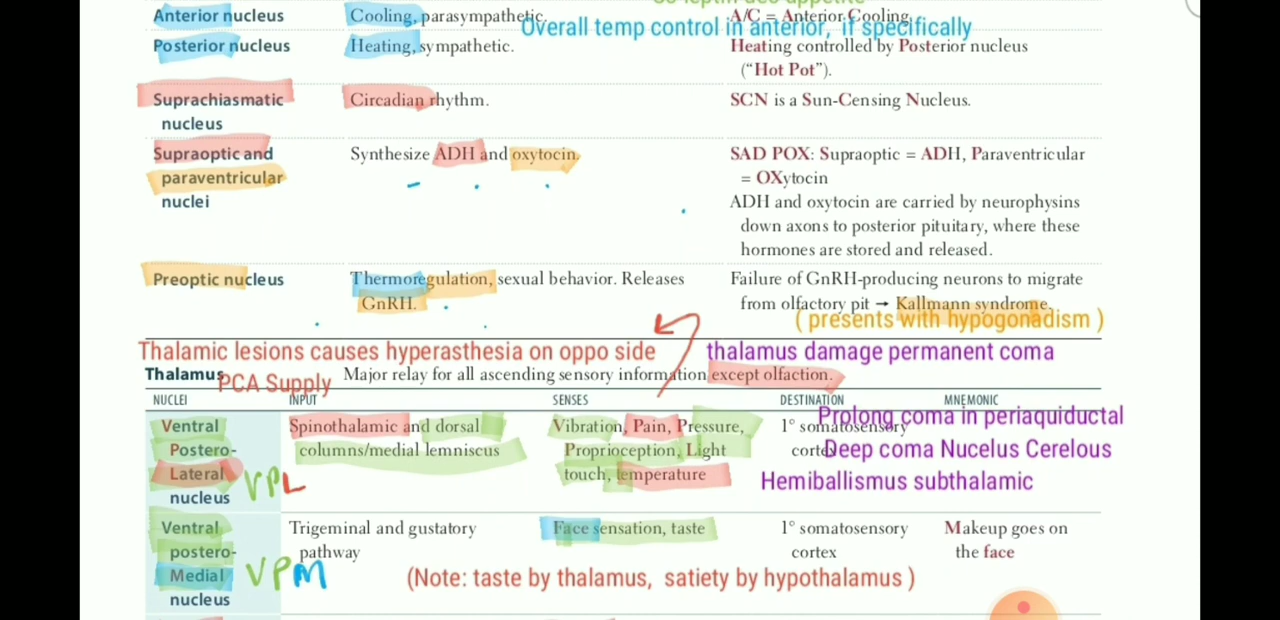 Anterior nucleus Cooling, parasympathetic. A/C = Anterior Cooling.
Overall temp control in anterior, if specifically
Posterior nucleus Heating, sympathetic. Heating controlled by Posterior nucleus
("Hot Pot").
Suprachiasmatic Circadian rhythm. SCN is a Sun-Censing Nucleus.
nucleus
Supraoptic and Synthesize ADH and oxytocin. SAD POX: Supraoptic = ADH, Paraventricular
paraventricular = OXytocin
nuclei ADH and oxytocin are carried by neurophysins
down axons to posterior pituitary, where these
hormones are stored and released.
Preoptic nucleus Thermoregulation, sexual behavior. Releases Failure of GnRH-producing neurons to migrate
GnRH. from olfactory pit → Kallmann syndrome.
( presents with hypogonadism )
Thalamic lesions causes hyperasthesia on oppo side thalamus damage permanent coma
Thalamus Major relay for all ascending sensory information except olfaction.
PCA Supply
NUCLEI INPUT SENSES DESTINATION MNEMONIC
Prolong coma in periaquiductal
Ventral Spinothalamic and dorsal Vibration, Pain, Pressure, 1° somatosensory
Postero- columns/medial lemniscus Proprioception, Light cortex
Deep coma Nucelus Cerelous
Lateral touch, temperature
Hemiballismus subthalamic
nucleus VPL
Ventral Trigeminal and gustatory Face sensation, taste 1° somatosensory Makeup goes on
postero- pathway cortex the face
Medial VPM (Note: taste by thalamus, satiety by hypothalamus )
nucleus